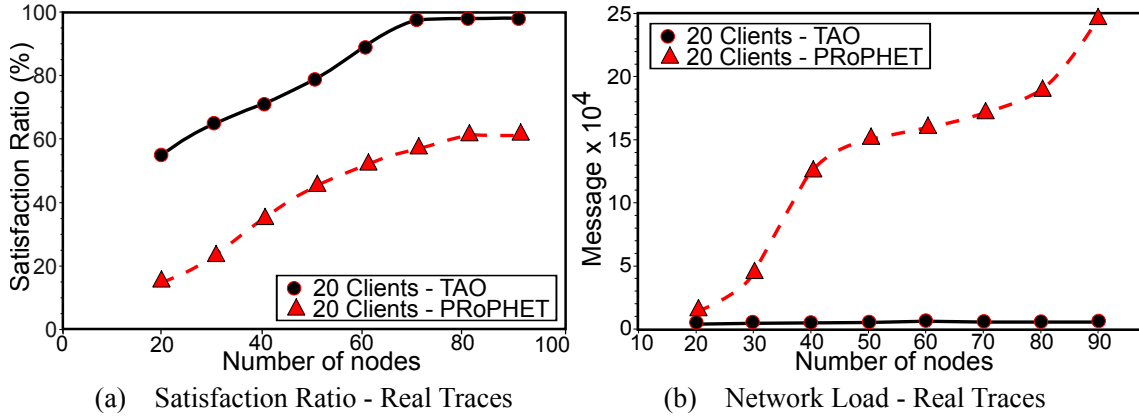 100
80
60
40
20
0
Satisfaction Ratio (%)
20 Clients - TAO
20 Clients - PRoPHET
0 20 40 60 80 100
Number of nodes
(a) Satisfaction Ratio - Real Traces
25
20
15
10
5
0
Message x 10^4
20 Clients - TAO
20 Clients - PRoPHET
10 20 30 40 50 60 70 80 90
Number of nodes
(b) Network Load - Real Traces